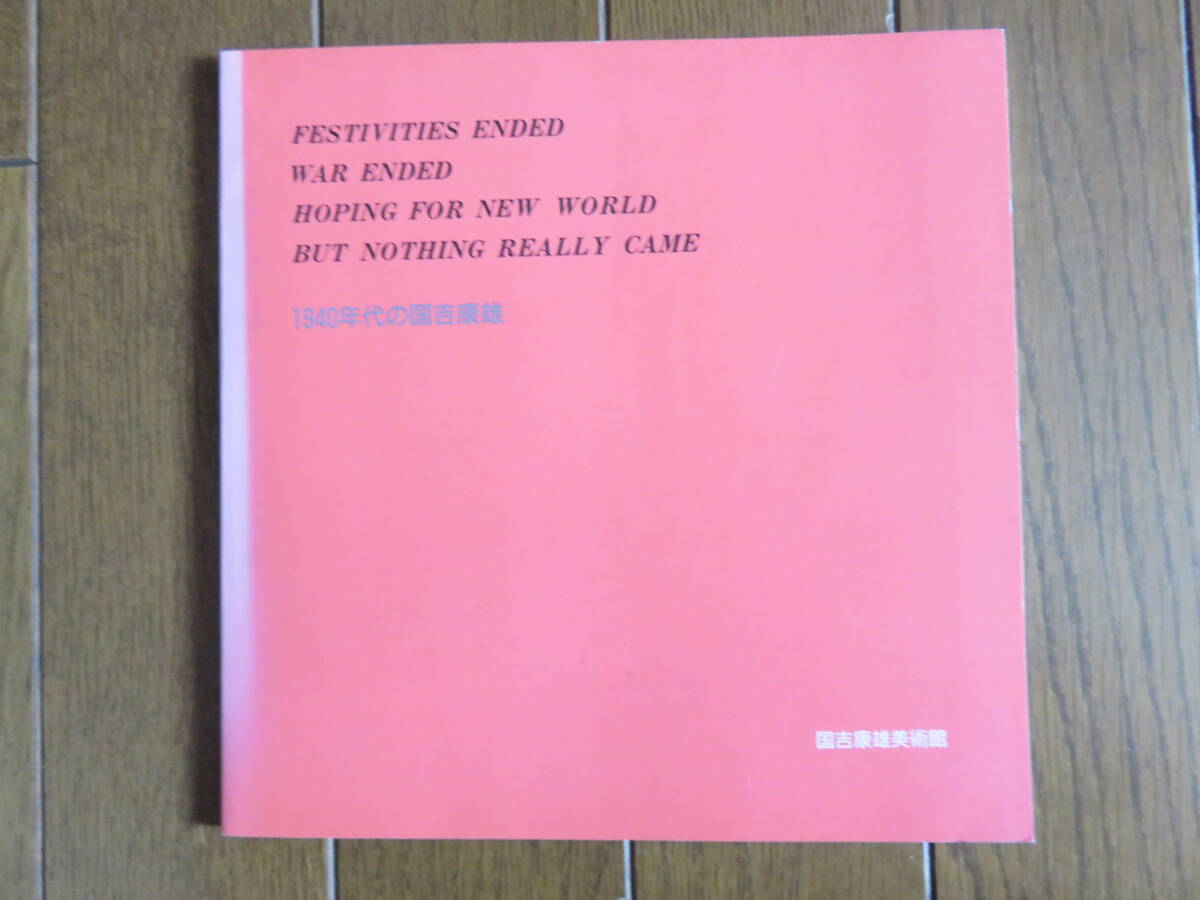 FESTIVITIES ENDED
WAR ENDED
HOPING FOR NEW WORLD
BUT NOTHING REALLY CAME
1940年代の国吉康雄
国吉康雄美術館